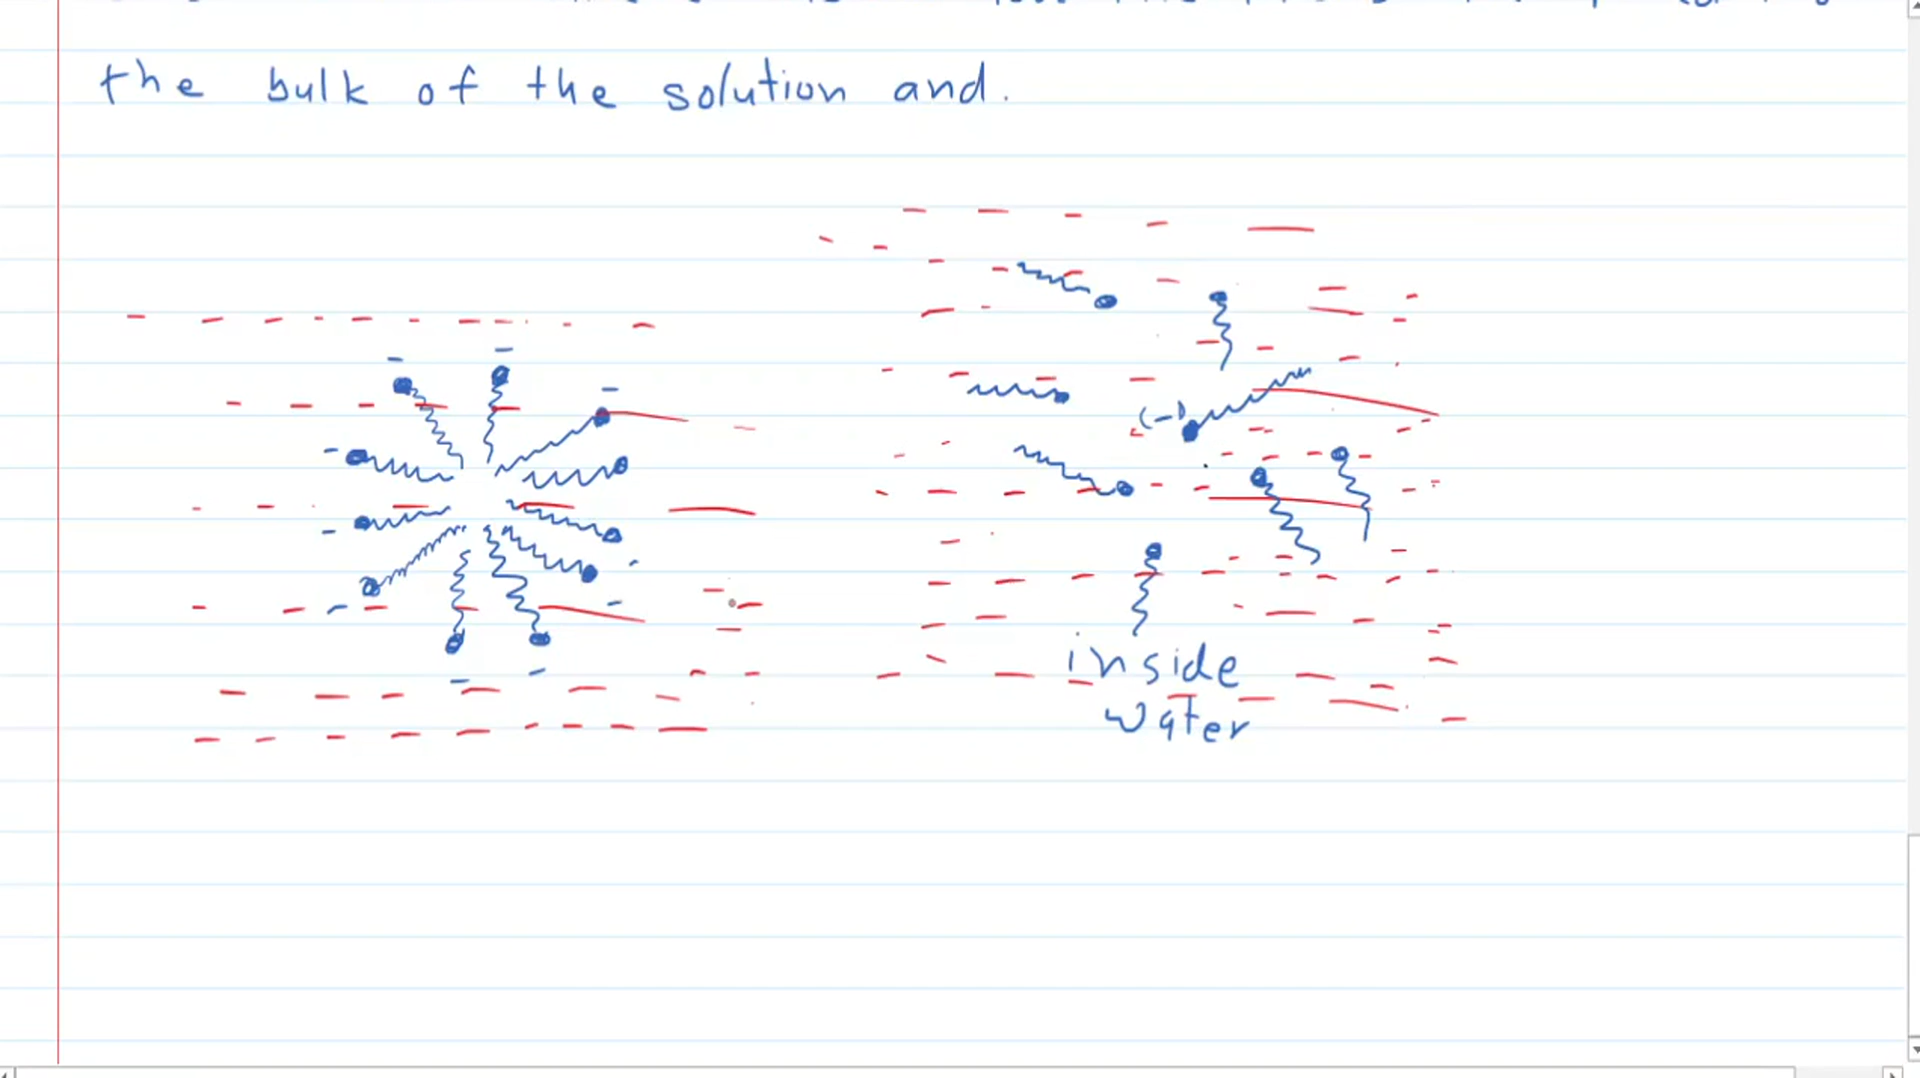 the bulk of the solution and.
(-)
inside
water